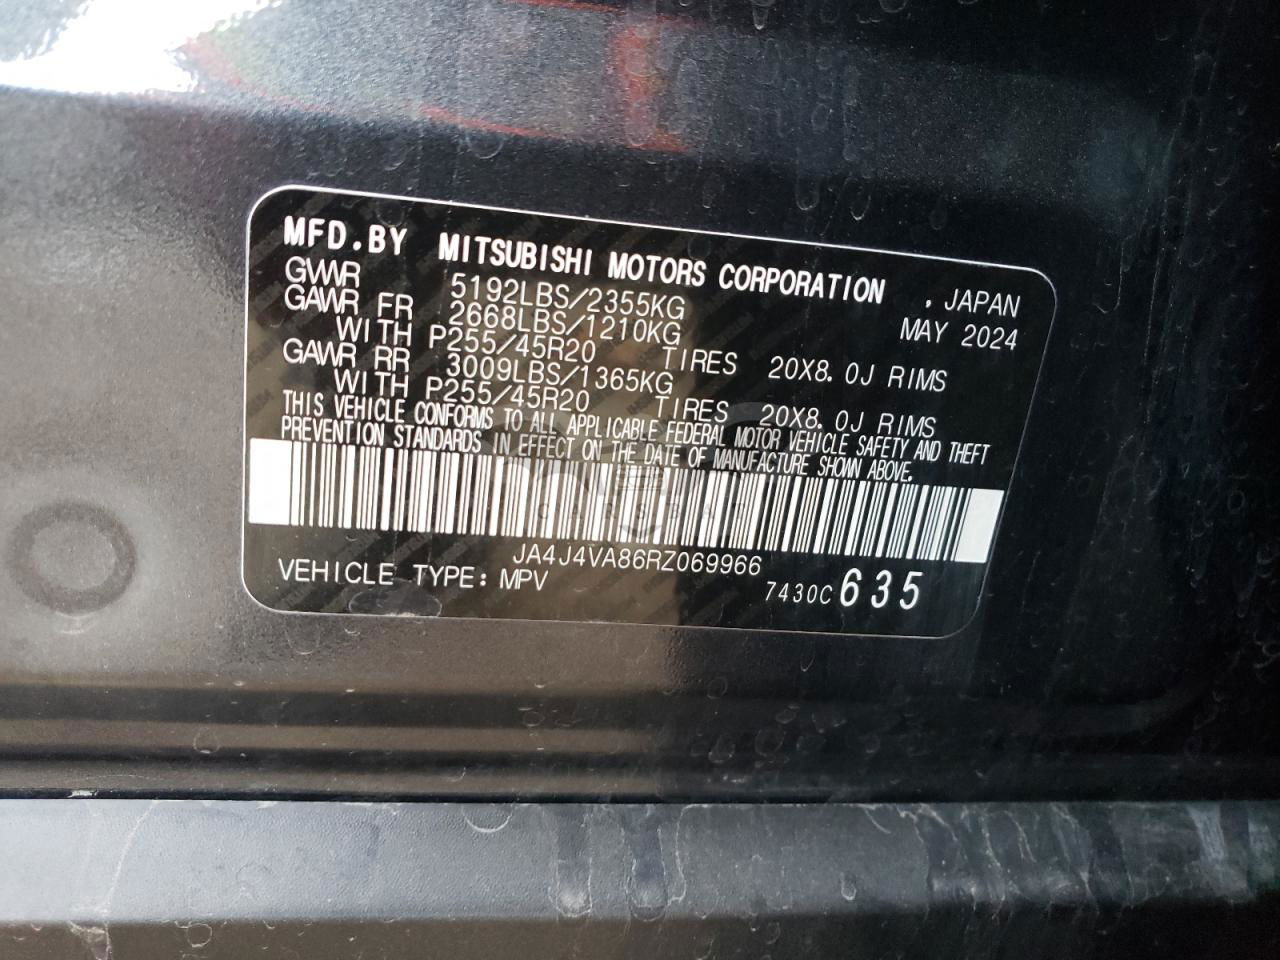 MFD.BY MITSUBISHI MOTORS CORPORATION , JAPAN
GVWR 5192LBS/2355KG MAY 2024
GAWR FR 2668LBS/1210KG
WITH P255/45R20 TIRES 20X8.0J RIMS
GAWR RR 3009LBS/1365KG
WITH P255/45R20 TIRES 20X8.0J RIMS
THIS VEHICLE CONFORMS TO ALL APPLICABLE FEDERAL MOTOR VEHICLE SAFETY AND THEFT
PREVENTION STANDARDS IN EFFECT ON THE DATE OF MANUFACTURE SHOWN ABOVE.
JA4J4VA86RZ069966
VEHICLE TYPE: MPV 7430C 635